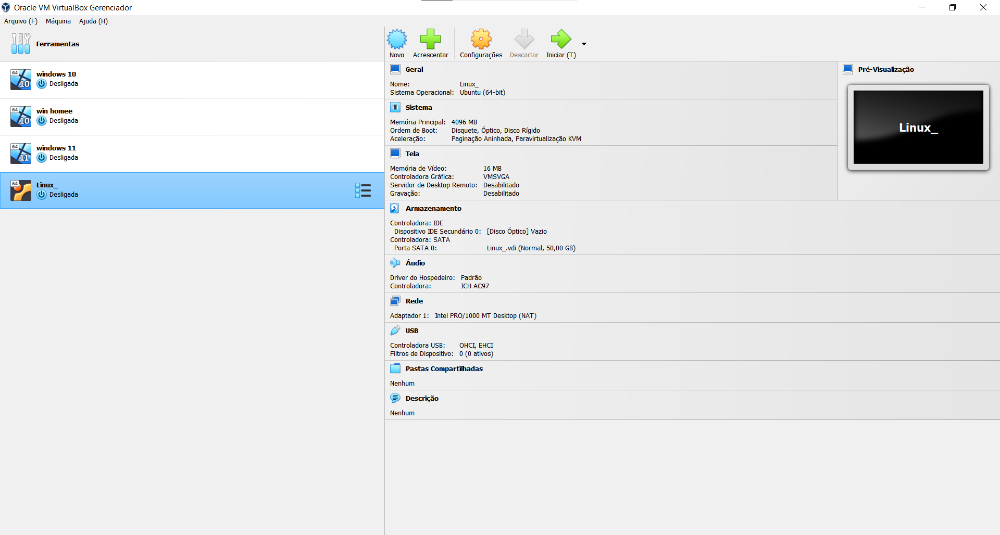 Oracle VM VirtualBox Gerenciador
Arquivo (F) Máquina Ajuda (H)
Ferramentas
64 10 windows 10
Desligada
64 10 win homee
Desligada
64 11 windows 11
Desligada
64 Linux_
Desligada
Novo Acrescentar Configurações Descartar Iniciar (T)
Geral
Nome: Linux_
Sistema Operacional: Ubuntu (64-bit)
Sistema
Memória Principal: 4096 MB
Ordem de Boot: Disquete, Óptico, Disco Rígido
Aceleração: Paginação Aninhada, Paravirtualização KVM
Tela
Memória de Vídeo: 16 MB
Controladora Gráfica: VMSVGA
Servidor de Desktop Remoto: Desabilitado
Gravação: Desabilitado
Pré-Visualização
Linux_
Armazenamento
Controladora: IDE
Dispositivo IDE Secundário 0: [Disco Óptico] Vazio
Controladora: SATA
Porta SATA 0: Linux_.vdi (Normal, 50,00 GB)
Áudio
Driver do Hospedeiro: Padrão
Controladora: ICH AC97
Rede
Adaptador 1: Intel PRO/1000 MT Desktop (NAT)
USB
Controladora USB: OHCI, EHCI
Filtros de Dispositivo: 0 (0 ativos)
Pastas Compartilhadas
Nenhum
Descrição
Nenhum